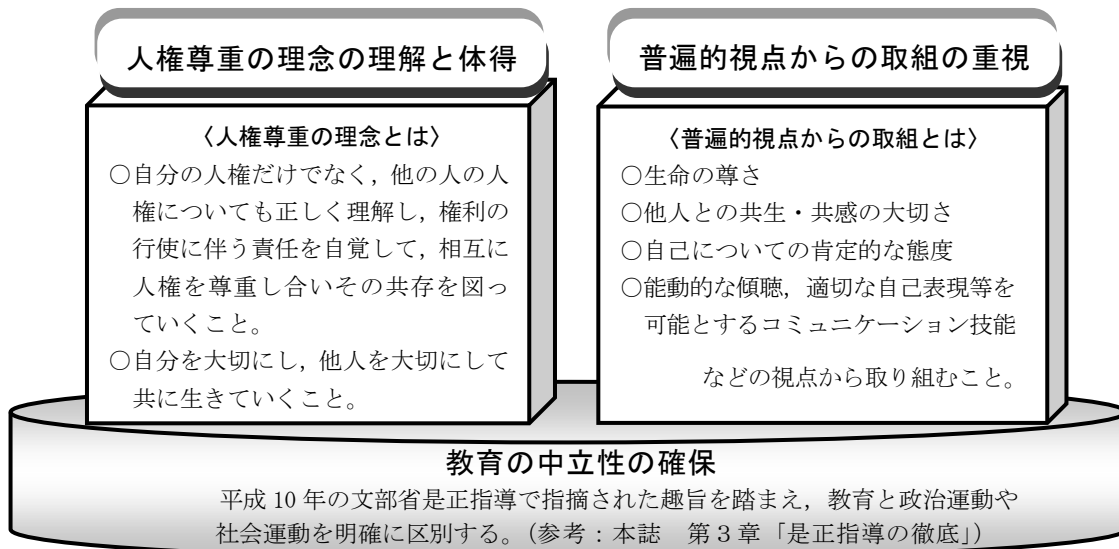 人権尊重の理念の理解と体得
〈人権尊重の理念とは〉
○自分の人権だけでなく，他の人の人
権についても正しく理解し，権利の
行使に伴う責任を自覚して，相互に
人権を尊重し合いその共存を図っ
ていくこと。
○自分を大切にし，他人を大切にして
共に生きていくこと。
普遍的視点からの取組の重視
〈普遍的視点からの取組とは〉
○生命の尊さ
○他人との共生・共感の大切さ
○自己についての肯定的な態度
○能動的な傾聴，適切な自己表現等を
可能とするコミュニケーション技能
などの視点から取り組むこと。
教育の中立性の確保
平成 10 年の文部省是正指導で指摘された趣旨を踏まえ，教育と政治運動や
社会運動を明確に区別する。（参考：本誌　第３章「是正指導の徹底」）